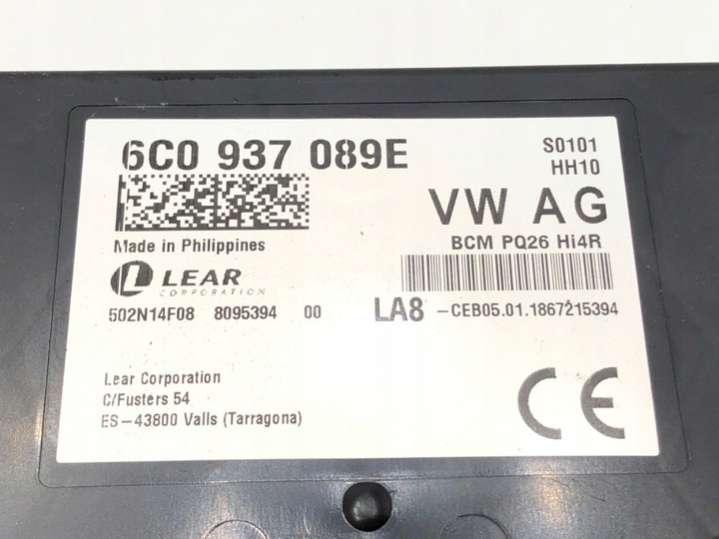 6C0 937 089E
S0101
HH10
VW AG
Made in Philippines
BCM PQ26 Hi4R
LEAR
CORPORATION
502N14F08 8095394 00
LA8 -CEB05.01.1867215394
Lear Corporation
C/Fusters 54
ES-43800 Valls (Tarragona)
CE